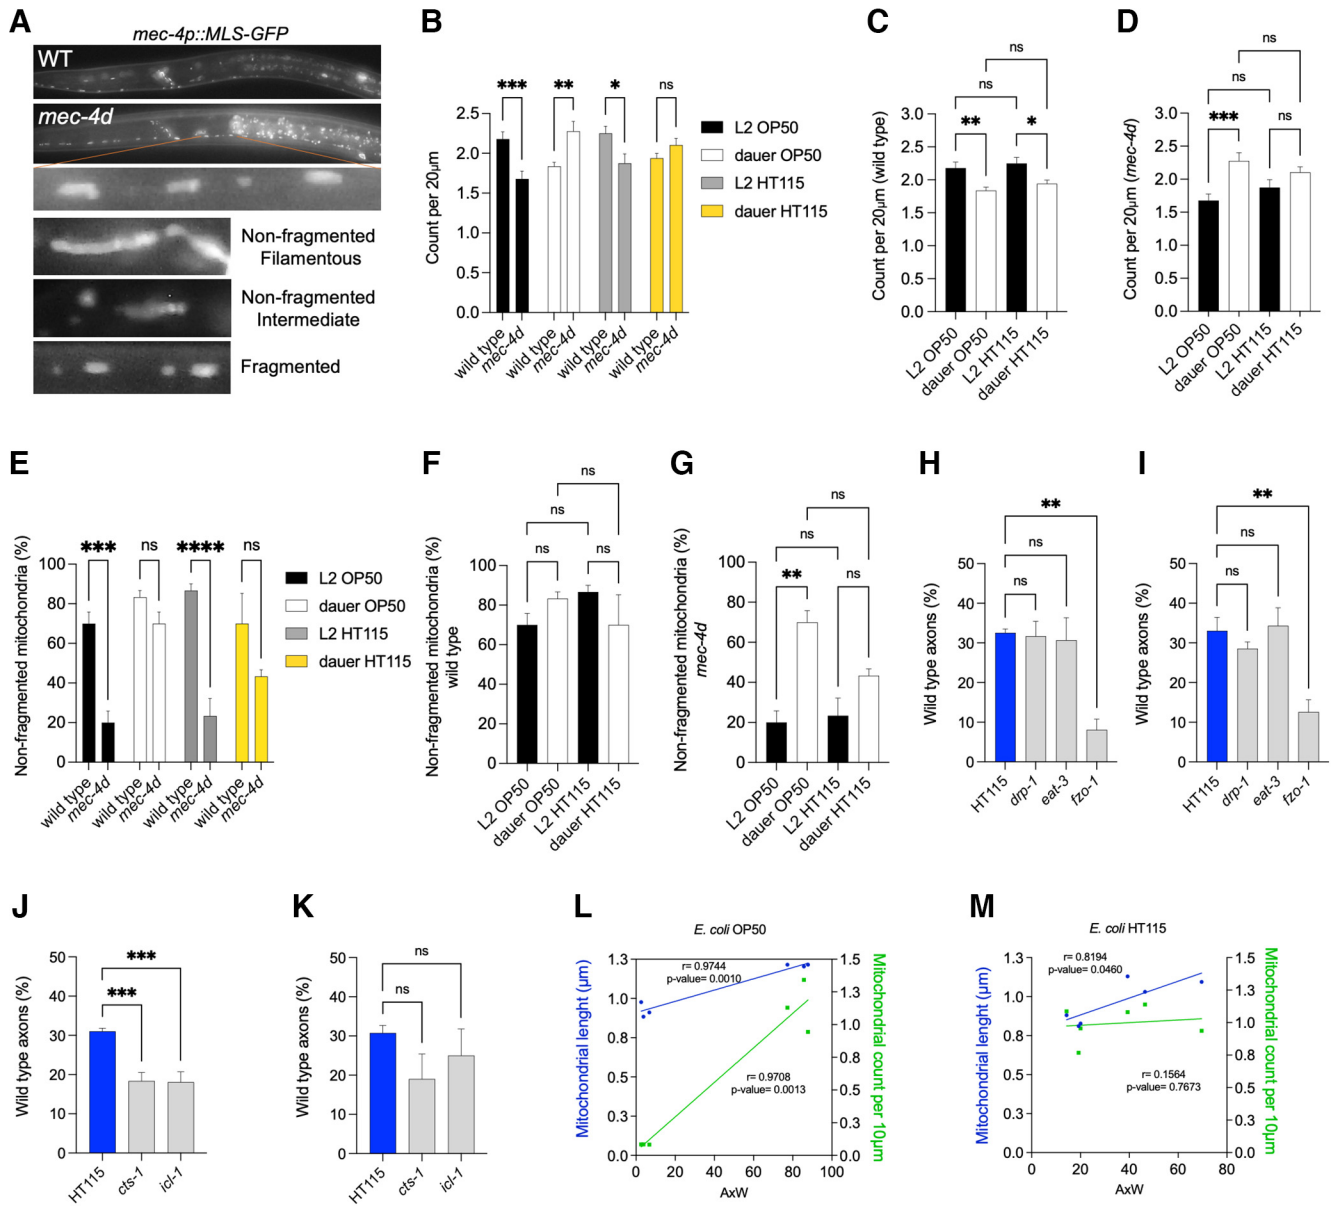 A
mec-4p::MLS-GFP
WT
mec-4d
Non-fragmented
Filamentous
Non-fragmented
Intermediate
Fragmented
B
Count per 20μm
2.5
2.0
1.5
1.0
0.5
0.0
***
**
*
ns
wild type
mec-4d
wild type
mec-4d
wild type
mec-4d
wild type
mec-4d
L2 OP50
dauer OP50
L2 HT115
dauer HT115
C
Count per 20μm (wild type)
3.0
2.5
2.0
1.5
1.0
0.5
0.0
ns
ns
**
*
L2 OP50
dauer OP50
L2 HT115
dauer HT115
D
Count per 20μm (mec-4d)
3.0
2.5
2.0
1.5
1.0
0.5
0.0
ns
ns
***
ns
L2 OP50
dauer OP50
L2 HT115
dauer HT115
E
Non-fragmented mitochondria (%)
100
80
60
40
20
0
***
ns
****
ns
wild type
mec-4d
wild type
mec-4d
wild type
mec-4d
wild type
mec-4d
L2 OP50
dauer OP50
L2 HT115
dauer HT115
F
Non-fragmented mitochondria (%)
wild type
100
80
60
40
20
0
ns
ns
ns
ns
L2 OP50
dauer OP50
L2 HT115
dauer HT115
G
Non-fragmented mitochondria (%)
mec-4d
100
80
60
40
20
0
ns
ns
**
ns
L2 OP50
dauer OP50
L2 HT115
dauer HT115
H
Wild type axons (%)
50
40
30
20
10
0
**
ns
ns
HT115
drp-1
eat-3
fzo-1
I
Wild type axons (%)
50
40
30
20
10
0
**
ns
ns
HT115
drp-1
eat-3
fzo-1
J
Wild type axons (%)
50
40
30
20
10
0
***
***
HT115
cts-1
icl-1
K
Wild type axons (%)
50
40
30
20
10
0
ns
ns
HT115
cts-1
icl-1
L
E. coli OP50
Mitochondrial lenght (μm)
1.3
1.0
0.8
0.5
0.3
0.0
r= 0.9744
p-value= 0.0010
r= 0.9708
p-value= 0.0013
0 20 40 60 80 100
AxW
1.5
1.3
1.0
0.8
0.5
0.3
0.0
Mitochondrial count per 10μm
M
E. coli HT115
Mitochondrial lenght (μm)
1.3
1.0
0.8
0.5
0.3
0.0
r= 0.8194
p-value= 0.0460
r= 0.1564
p-value= 0.7673
0 20 40 60 80
AxW
1.5
1.3
1.0
0.8
0.5
0.3
0.0
Mitochondrial count per 10μm